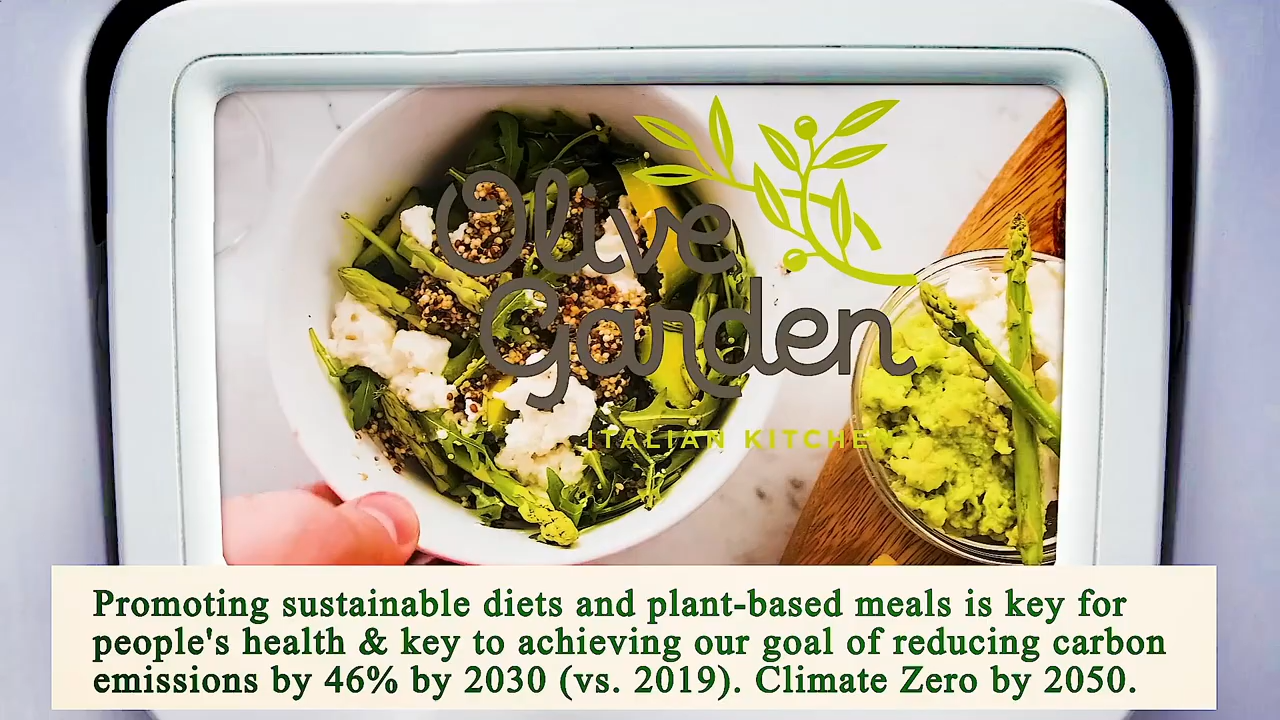 Olive
Garden
ITALIAN KITCHEN
Promoting sustainable diets and plant-based meals is key for
people's health & key to achieving our goal of reducing carbon
emissions by 46% by 2030 (vs. 2019). Climate Zero by 2050.